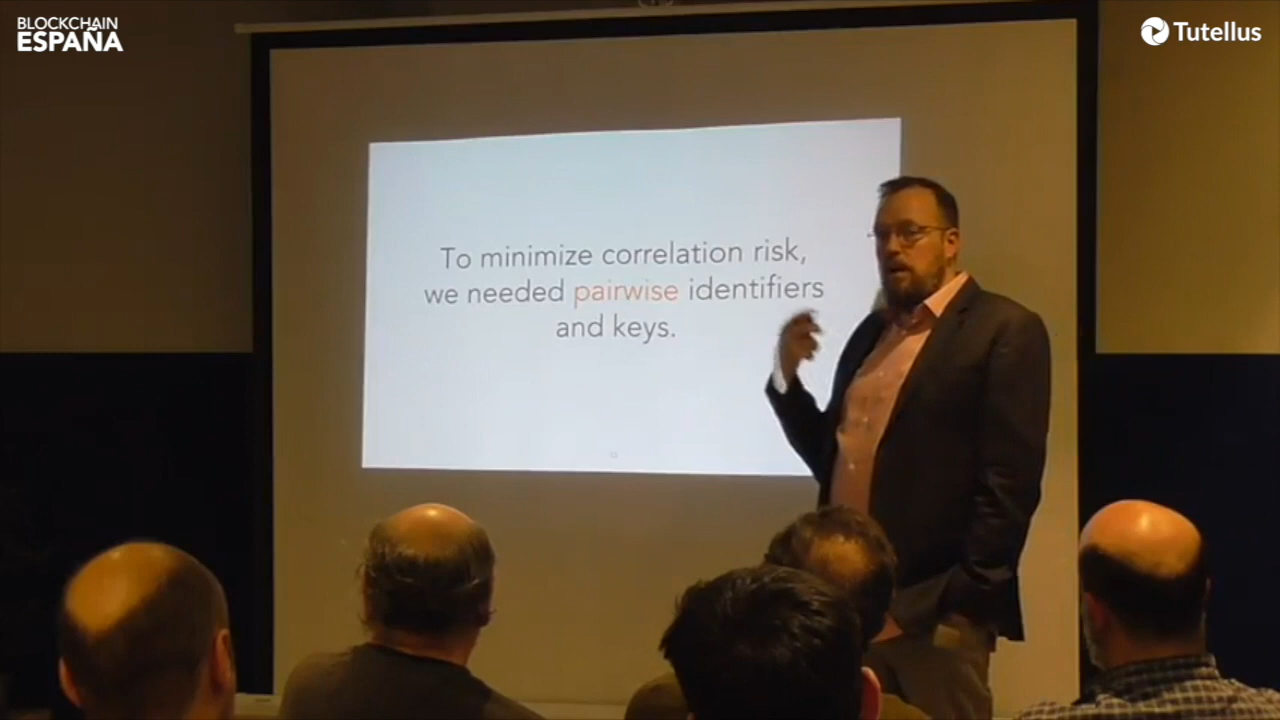 BLOCKCHAIN
ESPAÑA
Tutellus
To minimize correlation risk,
we needed pairwise identifiers
and keys.